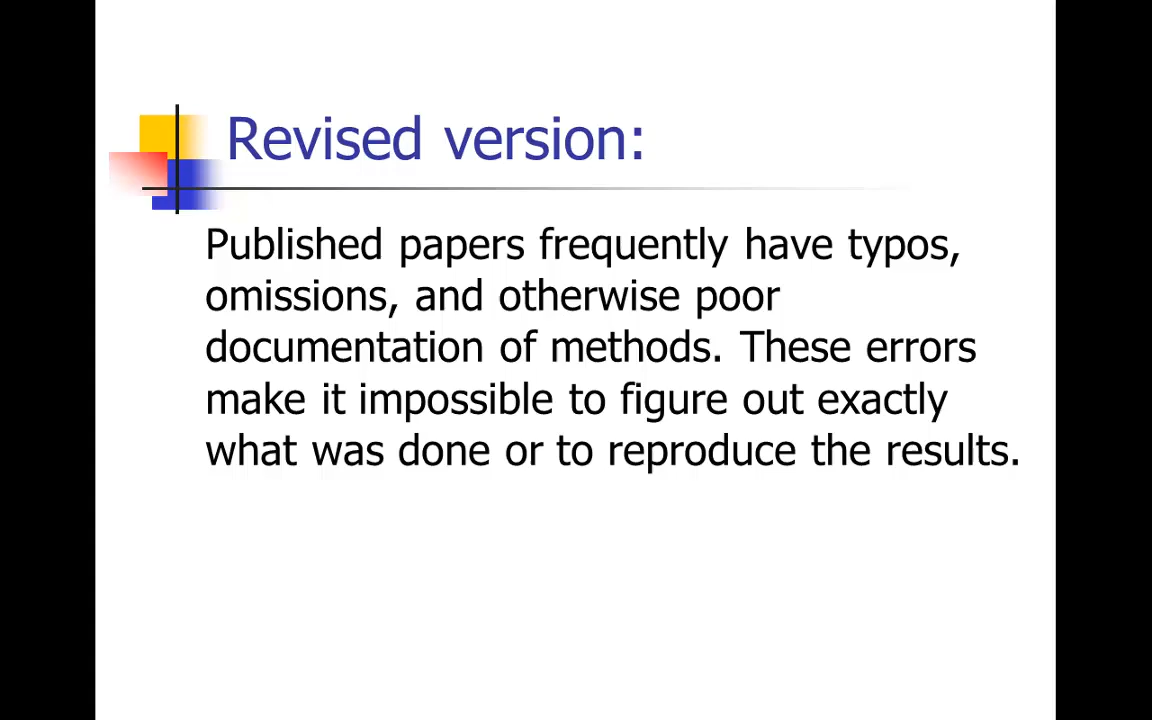 Revised version:
Published papers frequently have typos,
omissions, and otherwise poor
documentation of methods. These errors
make it impossible to figure out exactly
what was done or to reproduce the results.